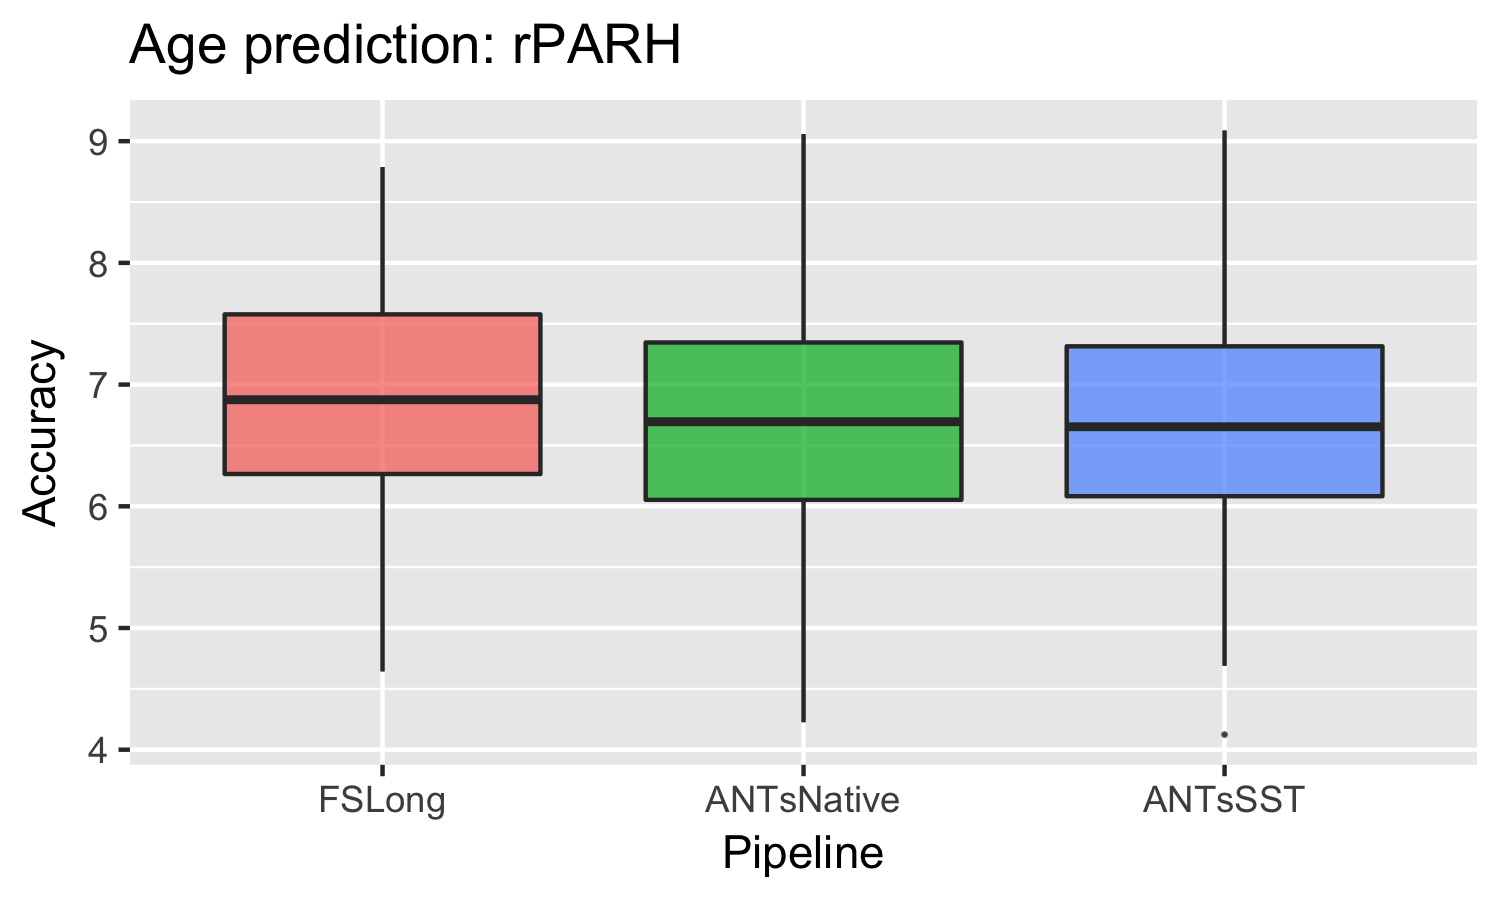 Age prediction: rPARH
Accuracy
9
8
7
6
5
4
FSLong
ANTsNative
ANTsSST
Pipeline